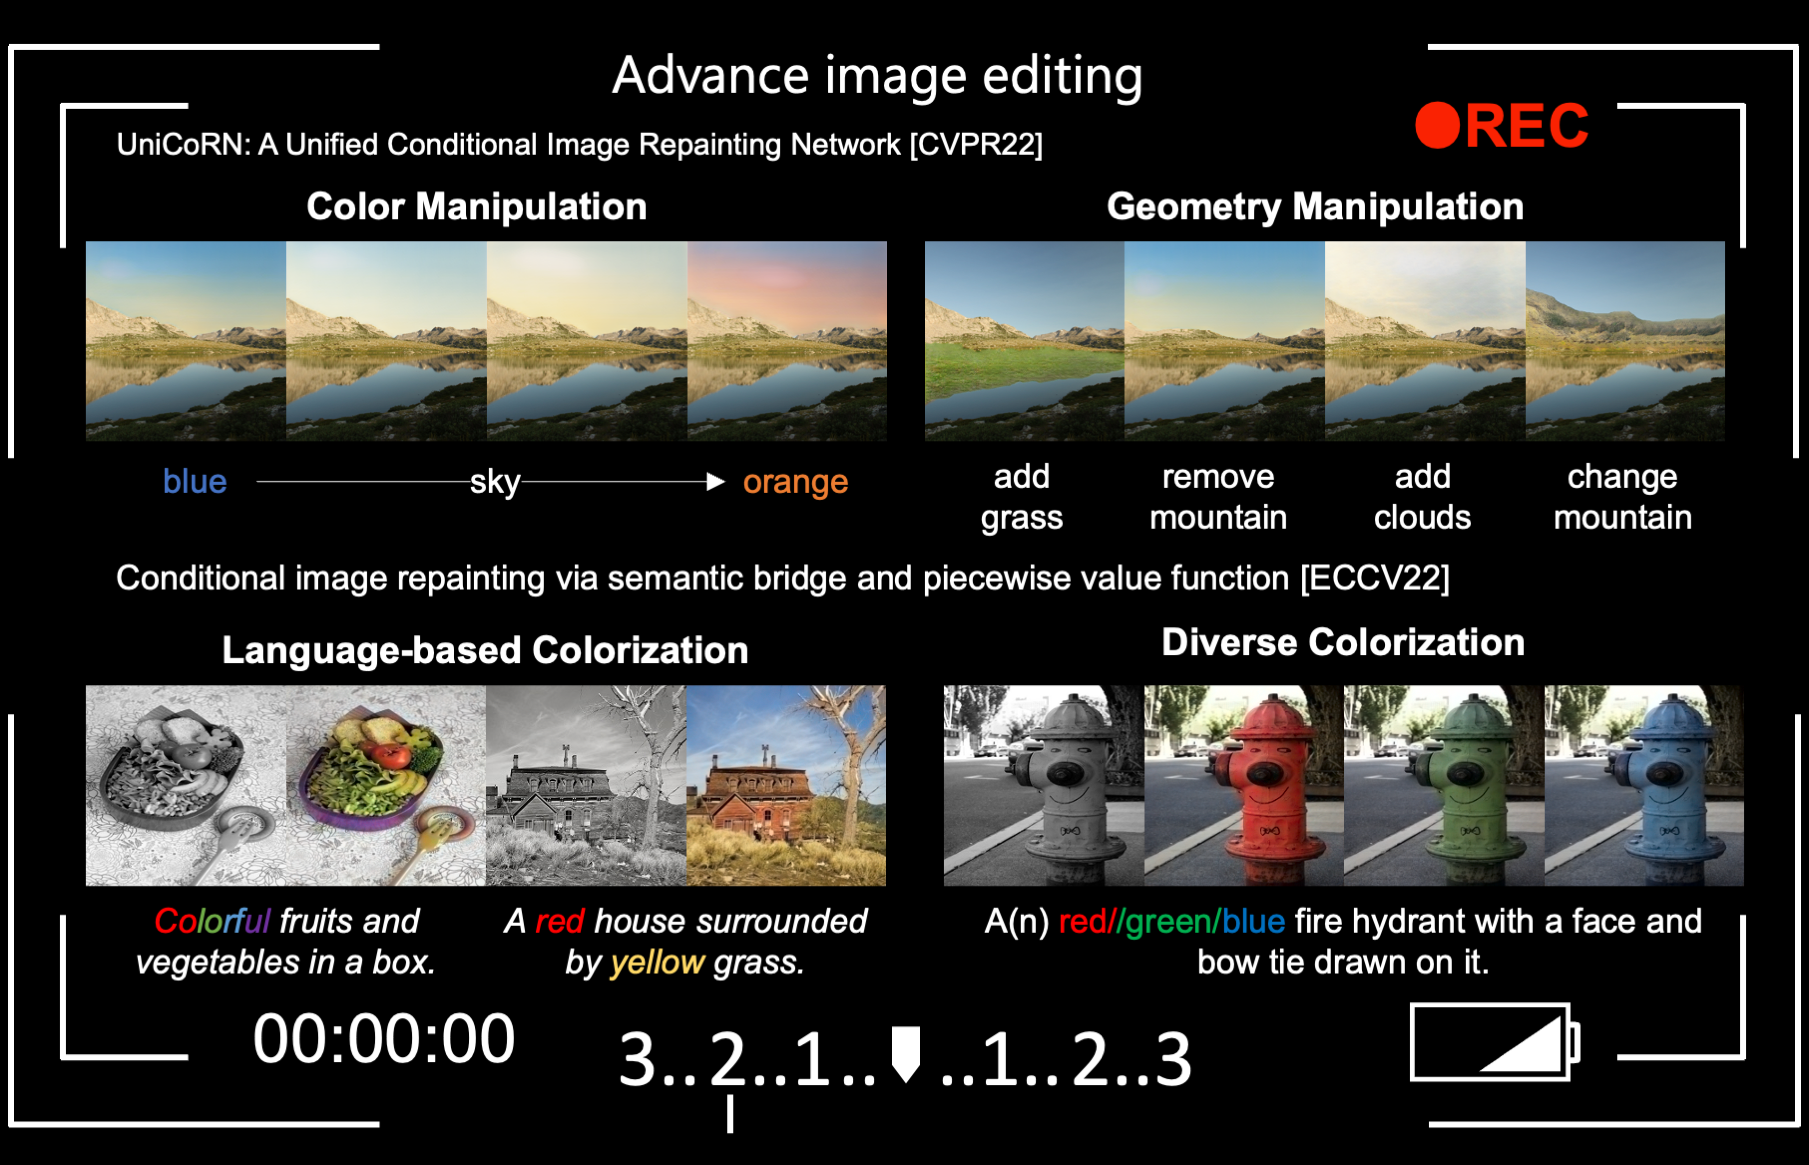 Advance image editing
REC
UniCoRN: A Unified Conditional Image Repainting Network [CVPR22]
Color Manipulation
Geometry Manipulation
blue sky orange
add grass
remove mountain
add clouds
change mountain
Conditional image repainting via semantic bridge and piecewise value function [ECCV22]
Language-based Colorization
Diverse Colorization
Colorful fruits and
vegetables in a box.
A red house surrounded
by yellow grass.
A(n) red//green/blue fire hydrant with a face and
bow tie drawn on it.
00:00:00
3..2..1.. ..1..2..3